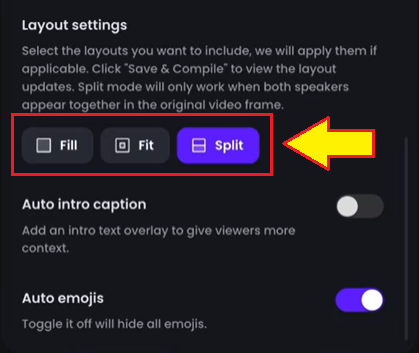 Layout settings
Select the layouts you want to include, we will apply them if
applicable. Click "Save & Compile" to view the layout
updates. Split mode will only work when both speakers
appear together in the original video frame.
Fill Fit Split
Auto intro caption
Add an intro text overlay to give viewers more
context.
Auto emojis
Toggle it off will hide all emojis.